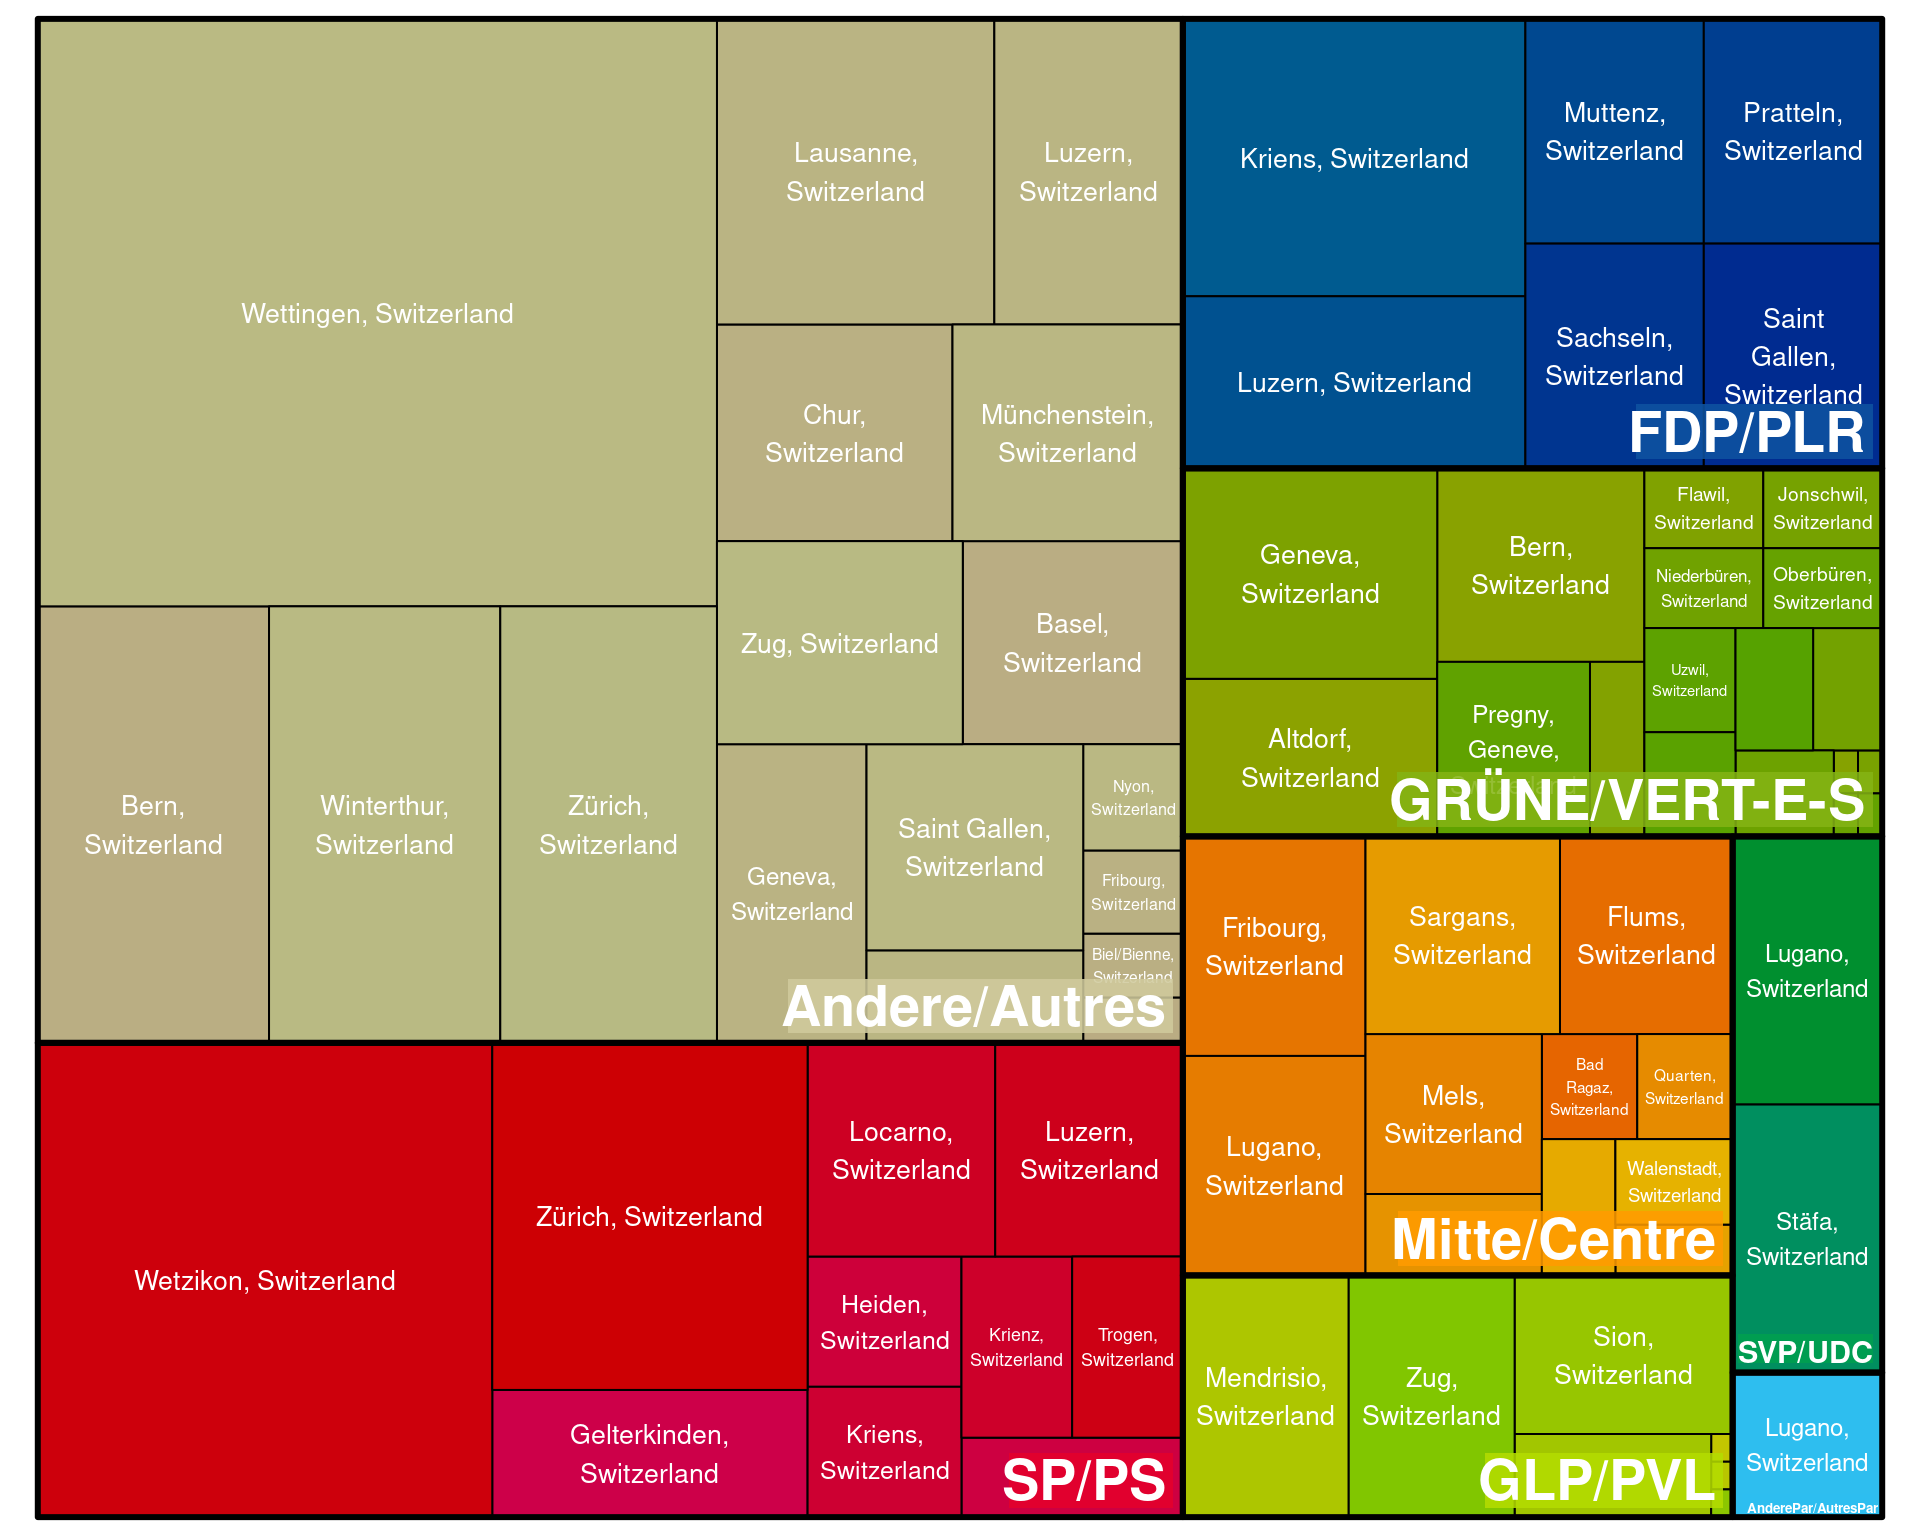 Wettingen, Switzerland
Lausanne,
Switzerland
Luzern,
Switzerland
Chur,
Switzerland
Münchenstein,
Switzerland
Zug, Switzerland
Basel,
Switzerland
Bern,
Switzerland
Winterthur,
Switzerland
Zürich,
Switzerland
Geneva,
Switzerland
Saint Gallen,
Switzerland
Nyon,
Switzerland
Fribourg,
Switzerland
Biel/Bienne,
Switzerland
Andere/Autres
Wetzikon, Switzerland
Zürich, Switzerland
Gelterkinden,
Switzerland
Locarno,
Switzerland
Luzern,
Switzerland
Heiden,
Switzerland
Krienz,
Switzerland
Trogen,
Switzerland
Kriens,
Switzerland
SP/PS
Kriens, Switzerland
Muttenz,
Switzerland
Pratteln,
Switzerland
Luzern, Switzerland
Sachseln,
Switzerland
Saint
Gallen,
Switzerland
FDP/PLR
Geneva,
Switzerland
Bern,
Switzerland
Flawil,
Switzerland
Jonschwil,
Switzerland
Niederbüren,
Switzerland
Oberbüren,
Switzerland
Uzwil,
Switzerland
Altdorf,
Switzerland
Pregny,
Geneve,
Switzerland
GRÜNE/VERT-E-S
Fribourg,
Switzerland
Sargans,
Switzerland
Flums,
Switzerland
Lugano,
Switzerland
Mels,
Switzerland
Bad
Ragaz,
Switzerland
Quarten,
Switzerland
Walenstadt,
Switzerland
Mitte/Centre
Lugano,
Switzerland
Stäfa,
Switzerland
SVP/UDC
Mendrisio,
Switzerland
Zug,
Switzerland
Sion,
Switzerland
GLP/PVL
Lugano,
Switzerland
AnderePar/AutresPar